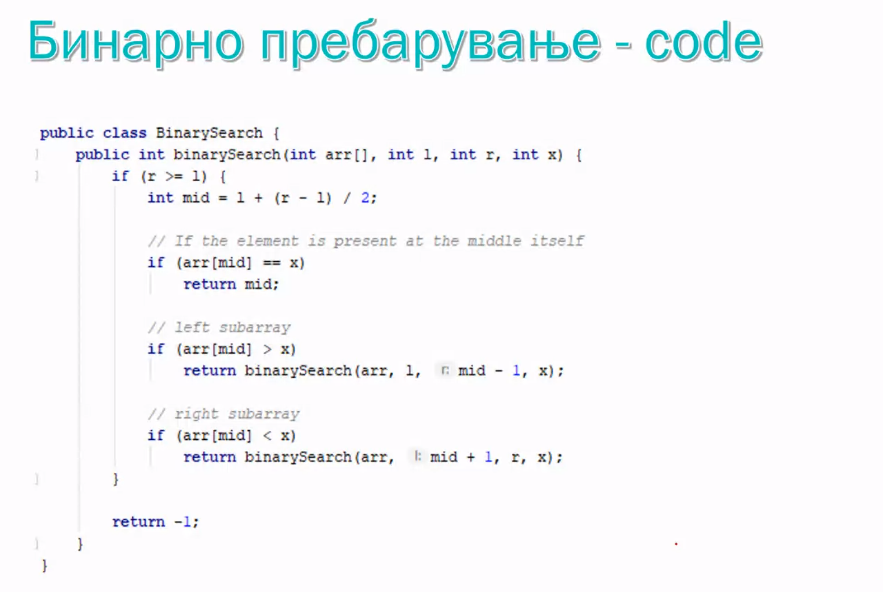 Бинарно пребарување - code
public class BinarySearch {
public int binarySearch(int arr[], int l, int r, int x) {
if (r >= l) {
int mid = l + (r - l) / 2;
// If the element is present at the middle itself
if (arr[mid] == x)
return mid;
// left subarray
if (arr[mid] > x)
return binarySearch(arr, l, r: mid - 1, x);
// right subarray
if (arr[mid] < x)
return binarySearch(arr, l: mid + 1, r, x);
}
return -1;
}
}